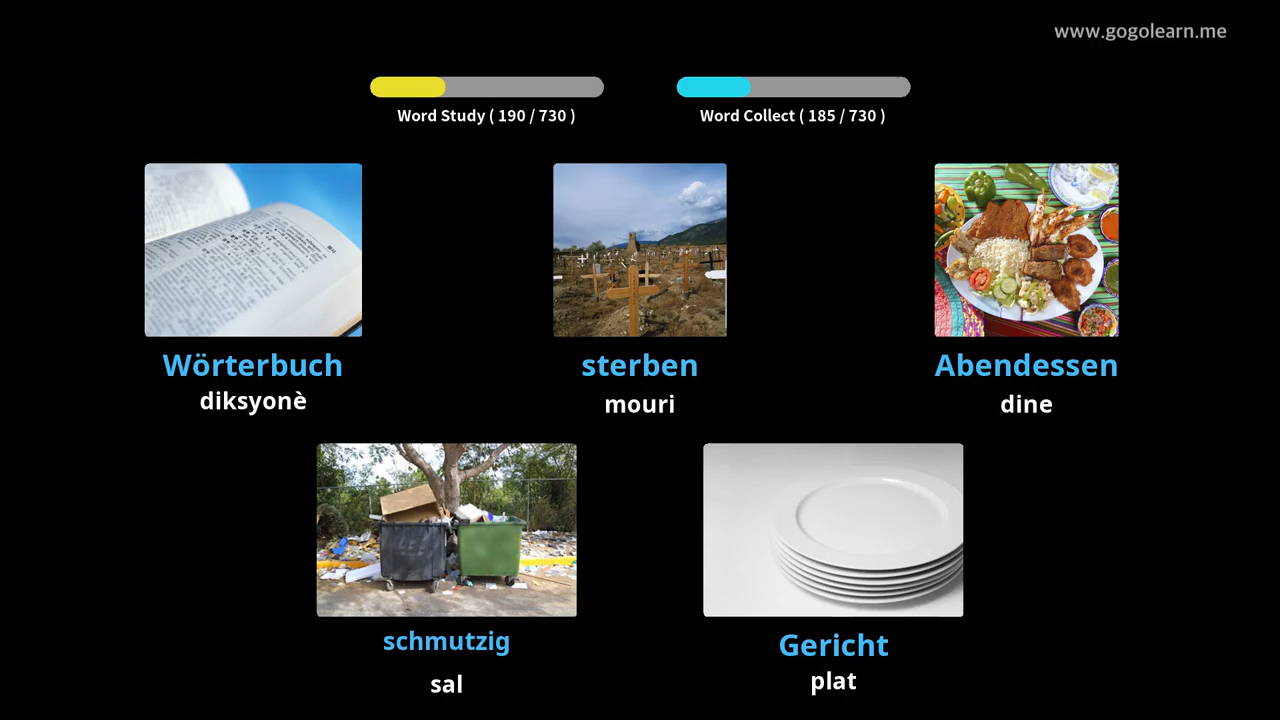 www.gogolearn.me
Word Study ( 190 / 730 )
Word Collect ( 185 / 730 )
Wörterbuch
diksyonè
sterben
mouri
Abendessen
dine
schmutzig
sal
Gericht
plat